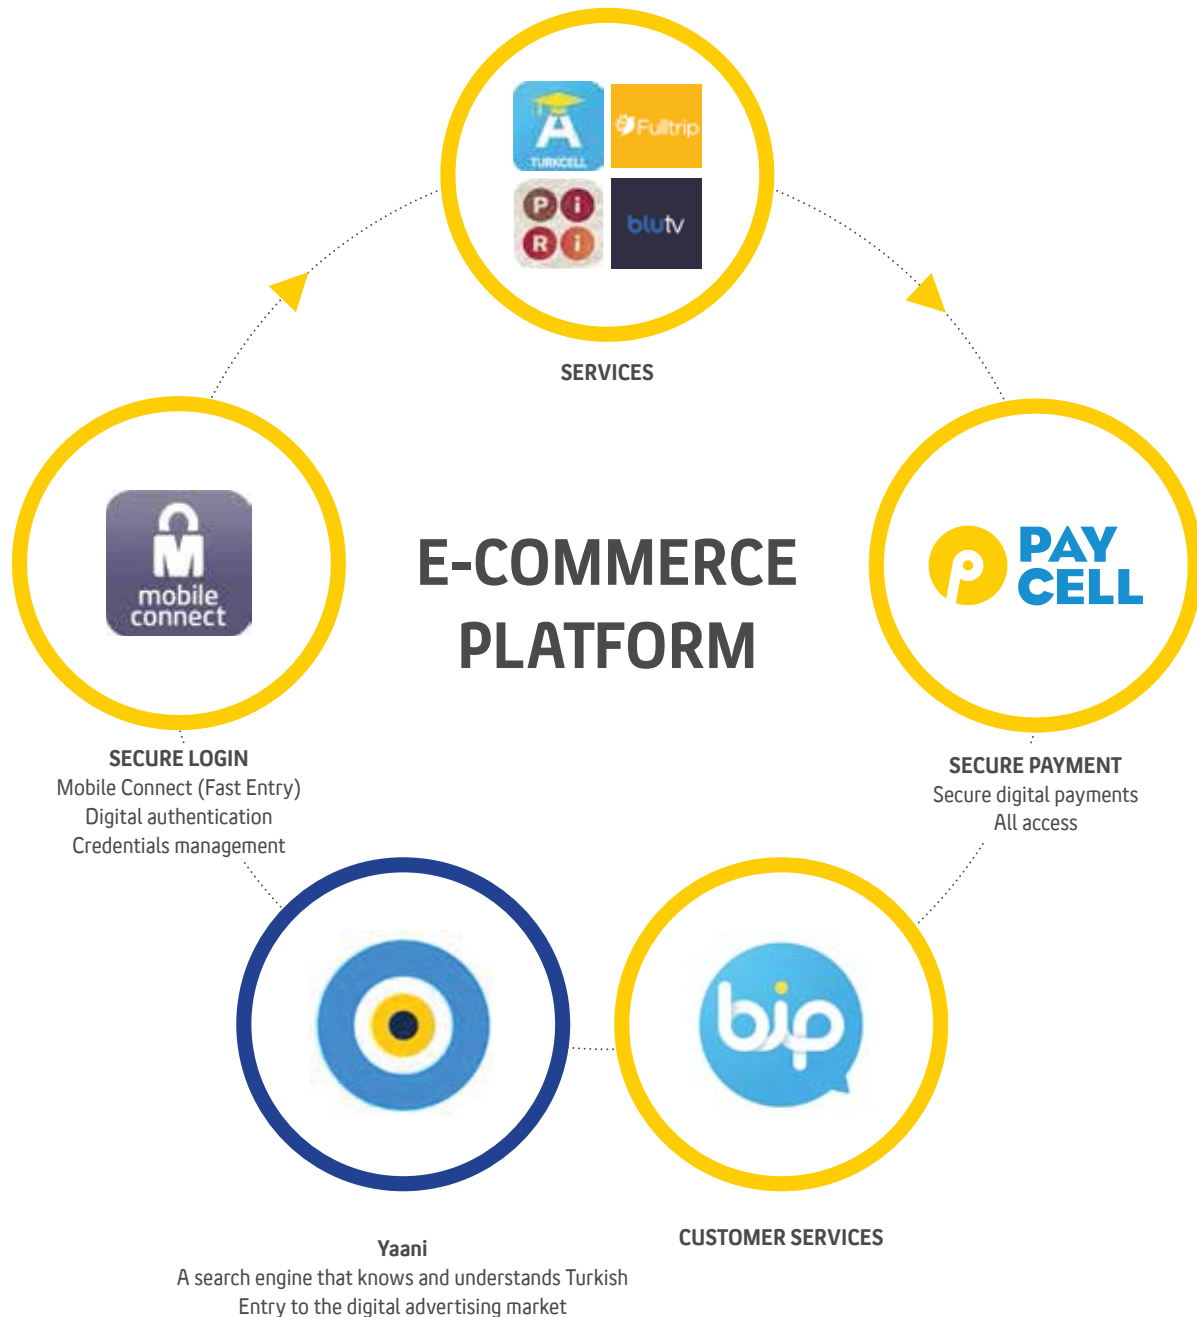 A
TURKCELL
Fulltrip
P i
R i
blutv
SERVICES
M
mobile
connect
E-COMMERCE
PLATFORM
P
PAY
CELL
SECURE LOGIN
Mobile Connect (Fast Entry)
Digital authentication
Credentials management
SECURE PAYMENT
Secure digital payments
All access
bip
Yaani
A search engine that knows and understands Turkish
Entry to the digital advertising market
CUSTOMER SERVICES